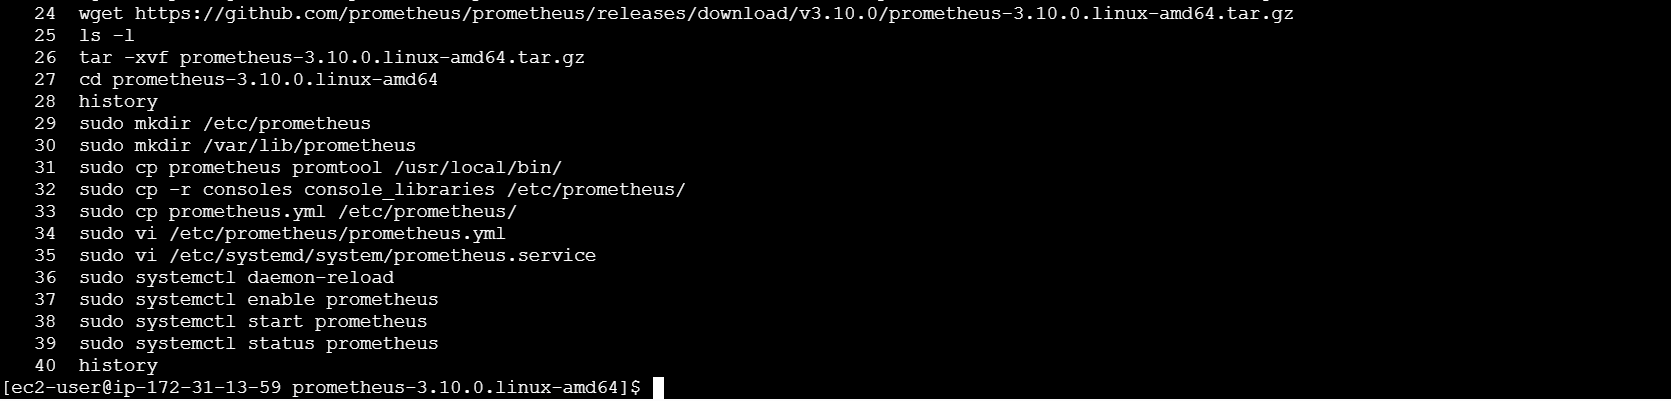 24 wget https://github.com/prometheus/prometheus/releases/download/v3.10.0/prometheus-3.10.0.linux-amd64.tar.gz
25 ls -l
26 tar -xvf prometheus-3.10.0.linux-amd64.tar.gz
27 cd prometheus-3.10.0.linux-amd64
28 history
29 sudo mkdir /etc/prometheus
30 sudo mkdir /var/lib/prometheus
31 sudo cp prometheus promtool /usr/local/bin/
32 sudo cp -r consoles console_libraries /etc/prometheus/
33 sudo cp prometheus.yml /etc/prometheus/
34 sudo vi /etc/prometheus/prometheus.yml
35 sudo vi /etc/systemd/system/prometheus.service
36 sudo systemctl daemon-reload
37 sudo systemctl enable prometheus
38 sudo systemctl start prometheus
39 sudo systemctl status prometheus
40 history
[ec2-user@ip-172-31-13-59 prometheus-3.10.0.linux-amd64]$